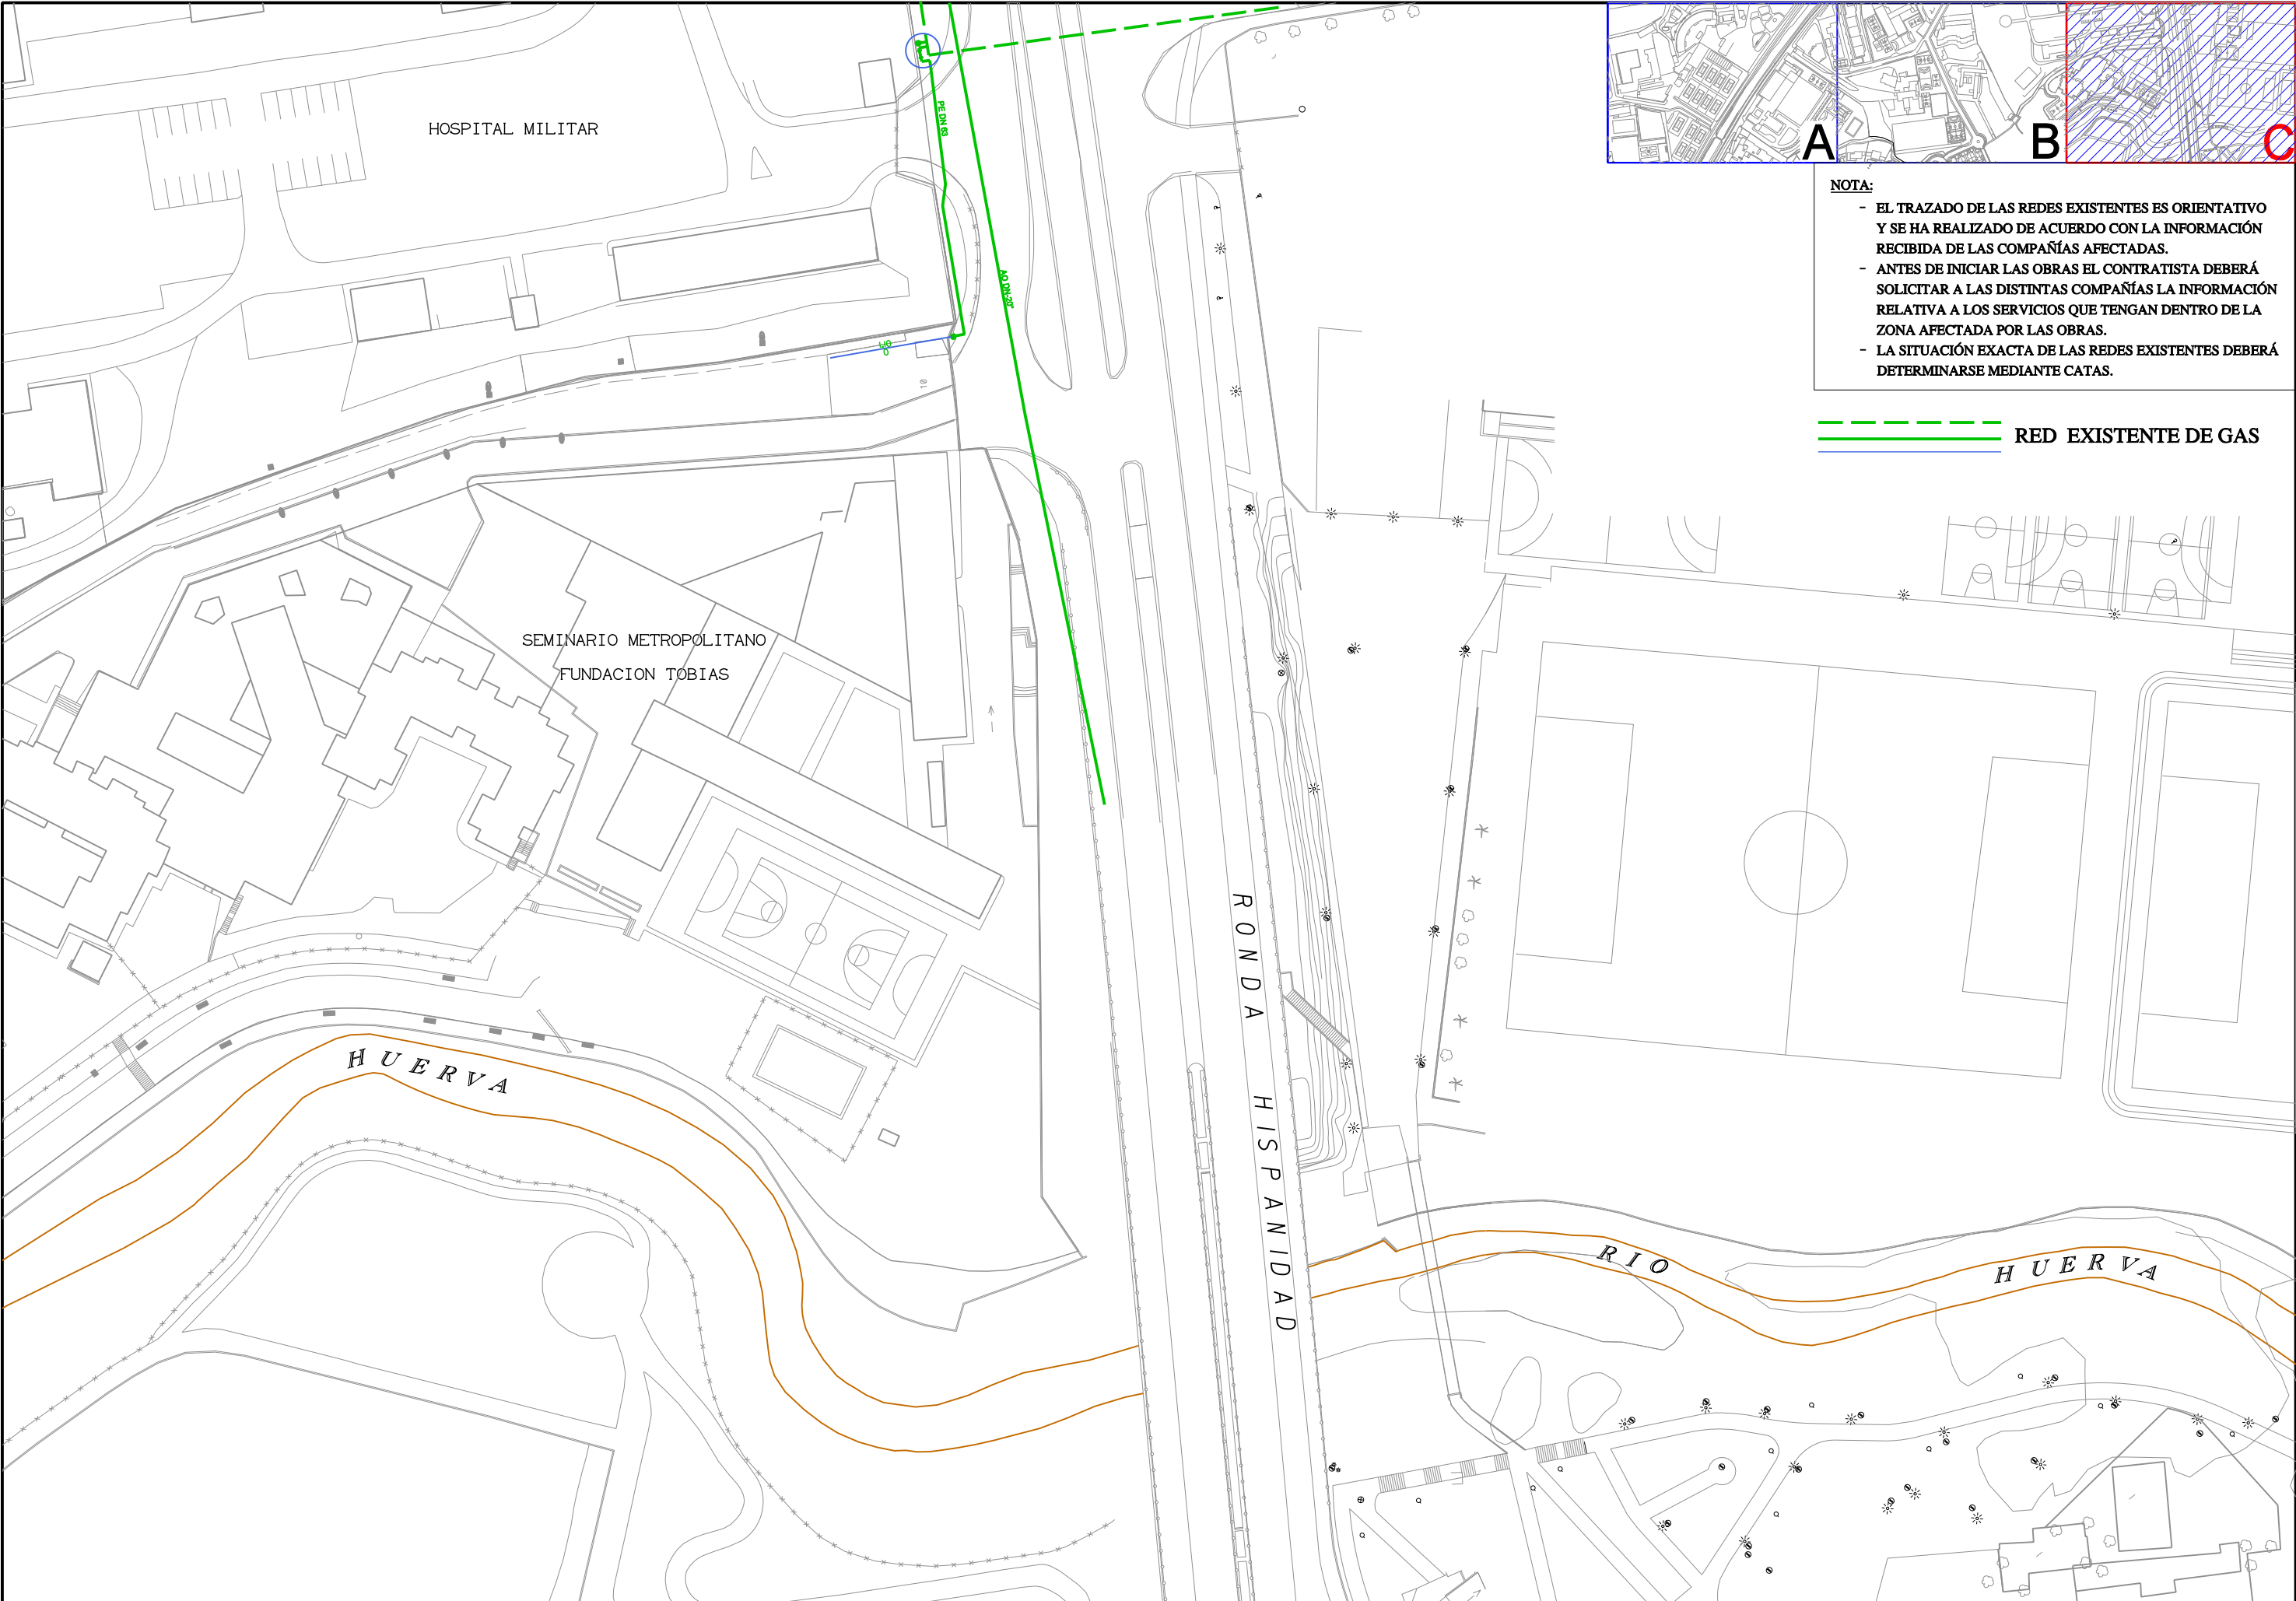 HOSPITAL MILITAR
PE DN 63
AO DN-20"
A
B
C
NOTA:
- EL TRAZADO DE LAS REDES EXISTENTES ES ORIENTATIVO
Y SE HA REALIZADO DE ACUERDO CON LA INFORMACIÓN
RECIBIDA DE LAS COMPAÑÍAS AFECTADAS.
- ANTES DE INICIAR LAS OBRAS EL CONTRATISTA DEBERÁ
SOLICITAR A LAS DISTINTAS COMPAÑÍAS LA INFORMACIÓN
RELATIVA A LOS SERVICIOS QUE TENGAN DENTRO DE LA
ZONA AFECTADA POR LAS OBRAS.
- LA SITUACIÓN EXACTA DE LAS REDES EXISTENTES DEBERÁ
DETERMINARSE MEDIANTE CATAS.
RED EXISTENTE DE GAS
SEMINARIO METROPOLITANO
FUNDACION TOBIAS
HUERVA
RONDA HISPANIDAD
RIO HUERVA